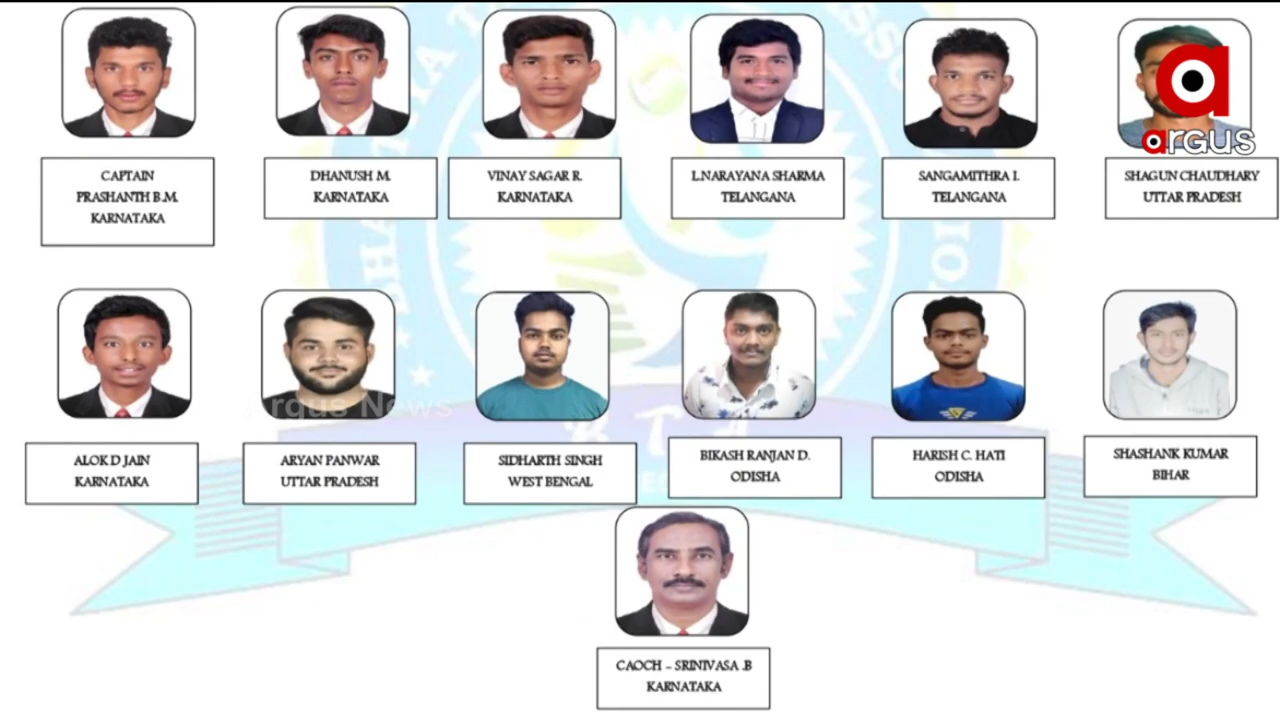 CAPTAIN
PRASHANTH B.M.
KARNATAKA
DHANUSH M.
KARNATAKA
VINAY SAGAR R.
KARNATAKA
L.NARAYANA SHARMA
TELANGANA
SANGAMITHRA I.
TELANGANA
argus
SHAGUN CHAUDHARY
UTTAR PRADESH
ALOK D JAIN
KARNATAKA
Argus News
ARYAN PANWAR
UTTAR PRADESH
SIDHARTH SINGH
WEST BENGAL
BIKASH RANJAN D.
ODISHA
HARISH C. HATI
ODISHA
SHASHANK KUMAR
BIHAR
CAOCH – SRINIVASA .B
KARNATAKA